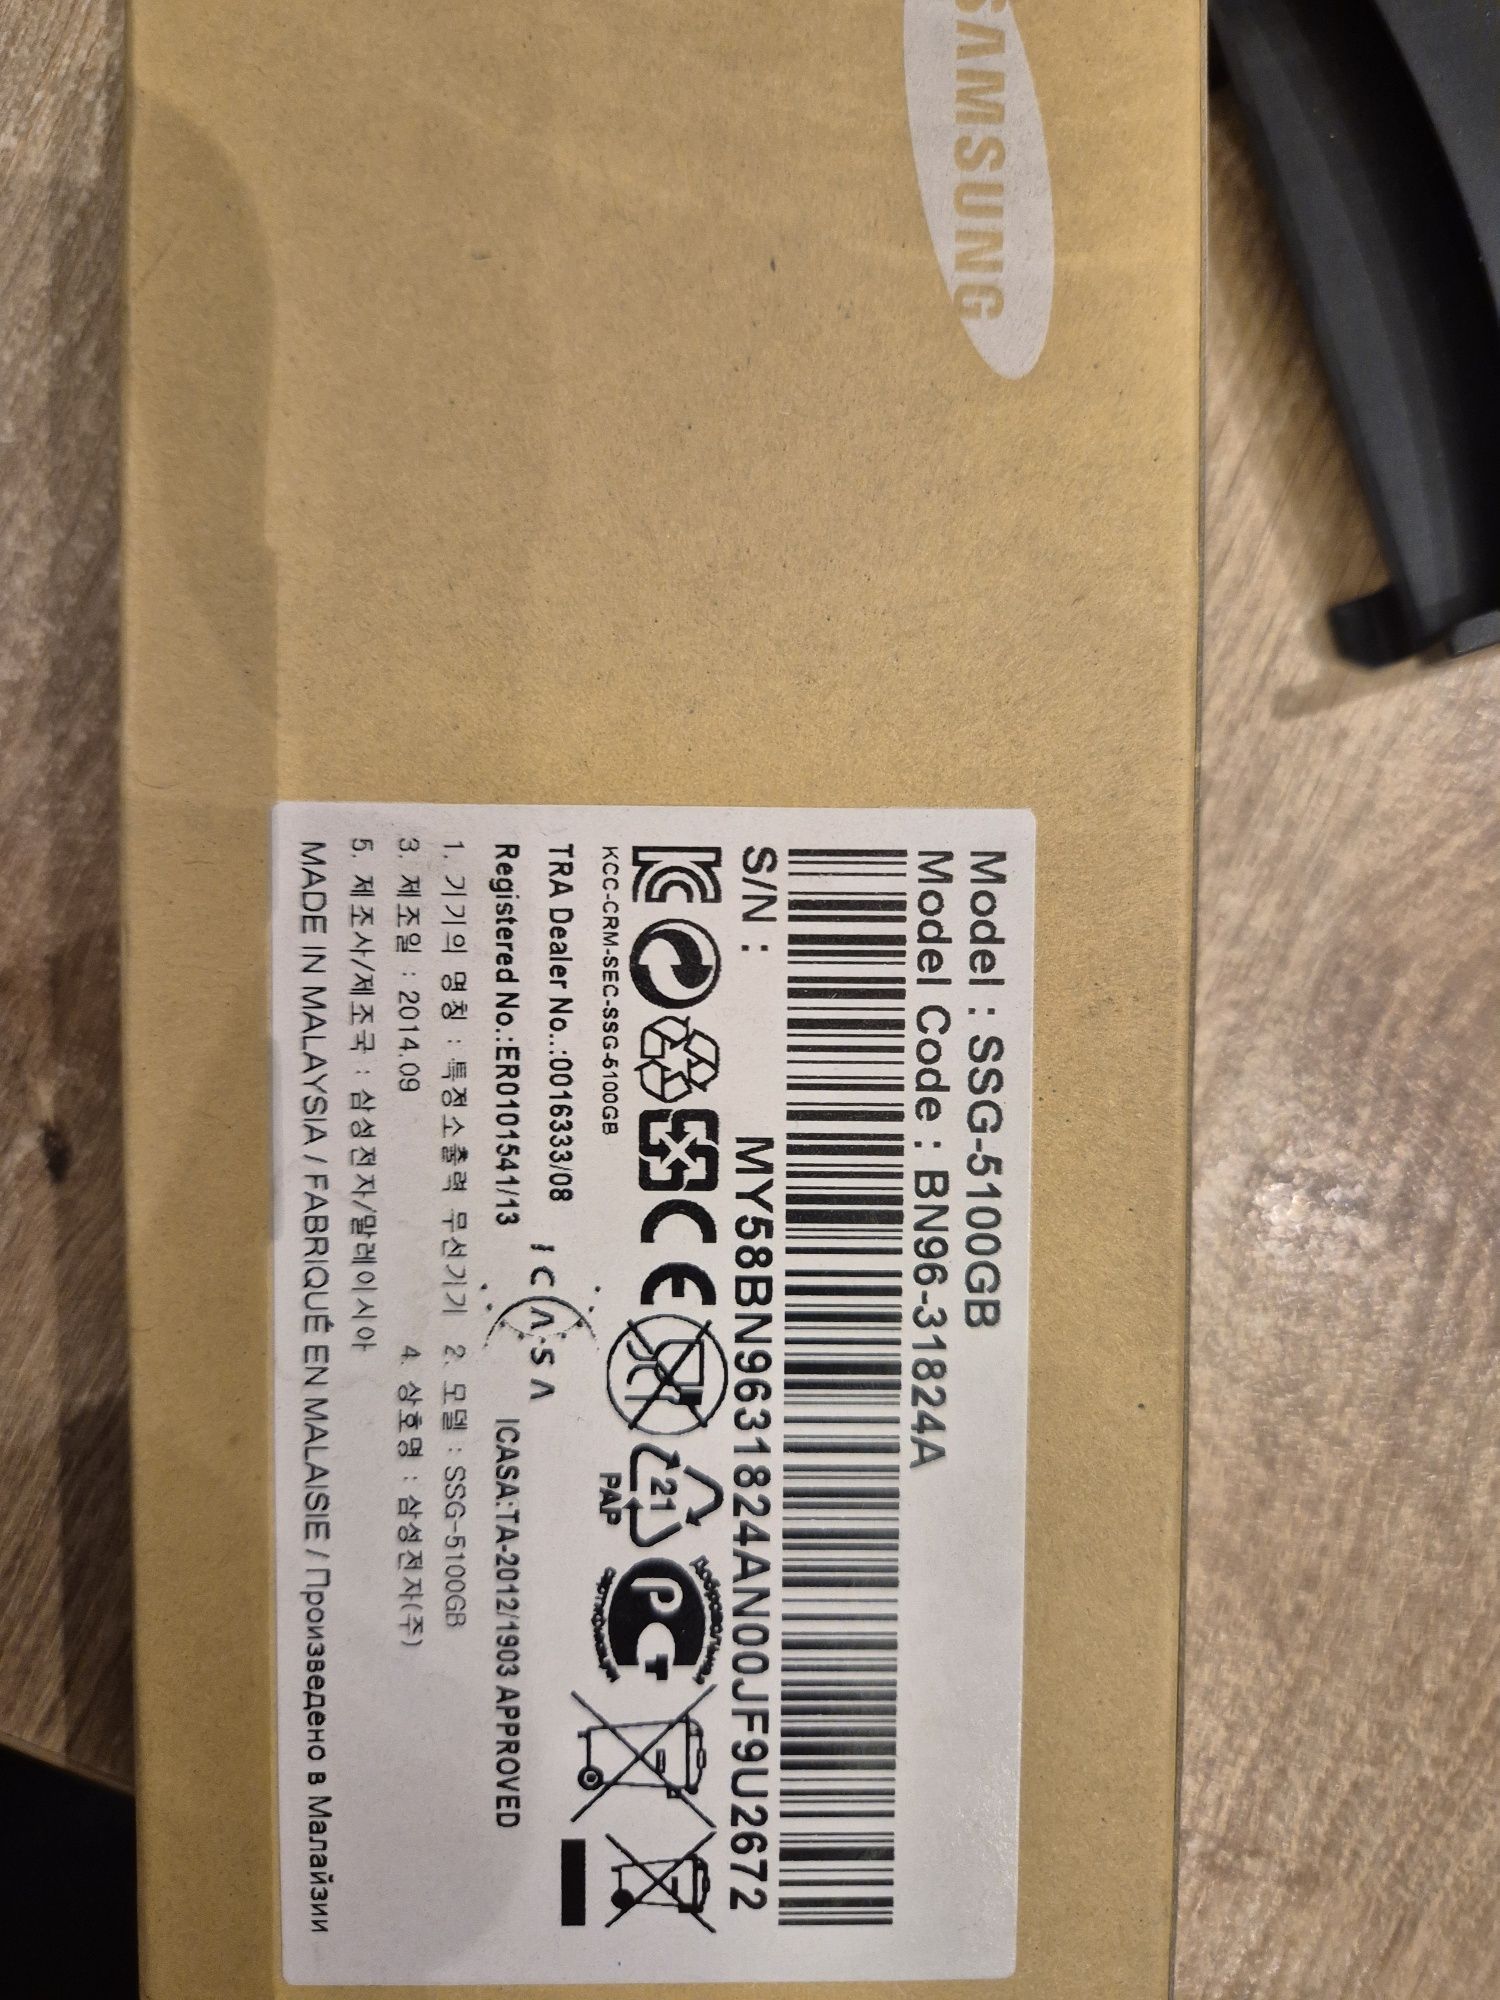 SAMSUNG
Model : SSG-5100GB
Model Code : BN96-31824A
S/N : MY58BN9631824AN00JF9U2672
21
PAP
KCC-CRM-SEC-SSG-5100GB
TRA Dealer No..:0016333/08
ICASA
Registered No.:ER0101541/13
ICASA:TA-2012/1903 APPROVED
1. 기기의 명칭 : 특정소출력 무선기기 2. 모델 : SSG-5100GB
3. 제조일 : 2014.09 4. 상호명 : 삼성전자(주)
5. 제조사/제조국 : 삼성전자/말레이시아
MADE IN MALAYSIA / FABRIQUÉ EN MALAISIE / Произведено в Малайзии